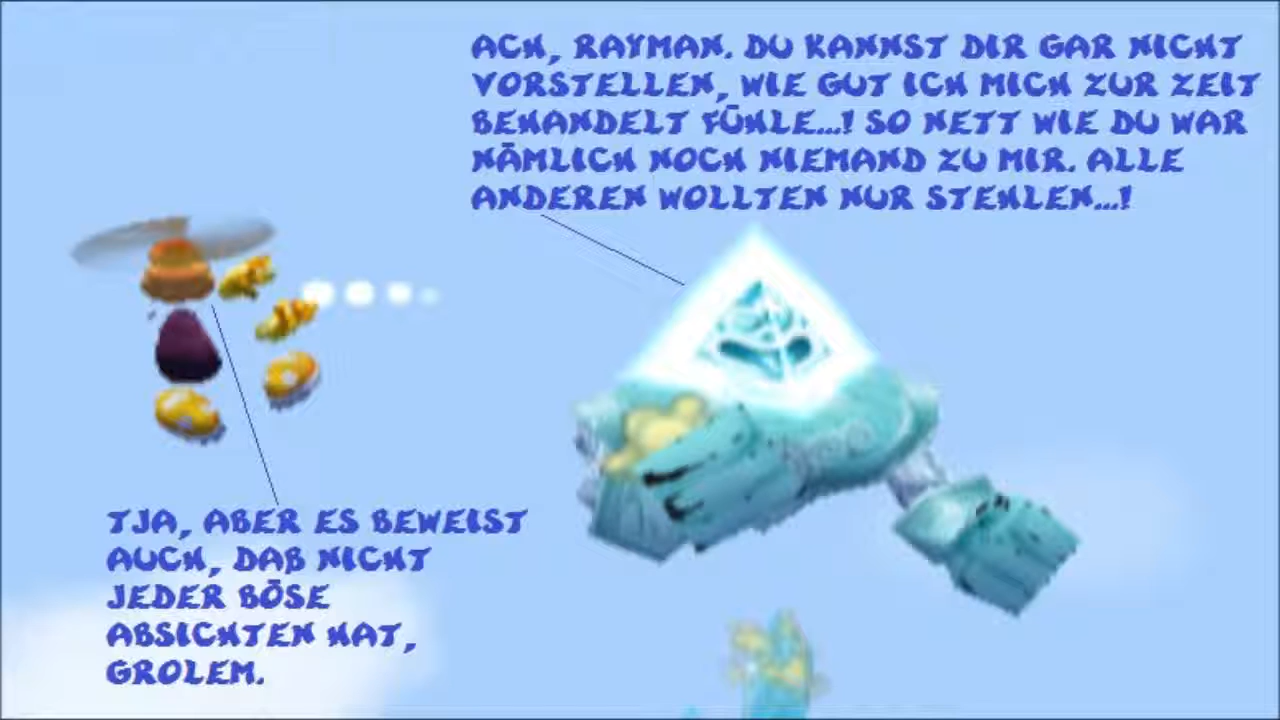 ACH, RAYMAN. DU KANNST DIR GAR NICHT
VORSTELLEN, WIE GUT ICH MICH ZUR ZEIT
BEHANDELT FÜHLE...! SO NETT WIE DU WAR
NÄMLICH NOCH NIEMAND ZU MIR. ALLE
ANDEREN WOLLTEN NUR STEHLEN...!
TJA, ABER ES BEWEIST
AUCH, DAß NICHT
JEDER BÖSE
ABSICHTEN HAT,
GROLEM.